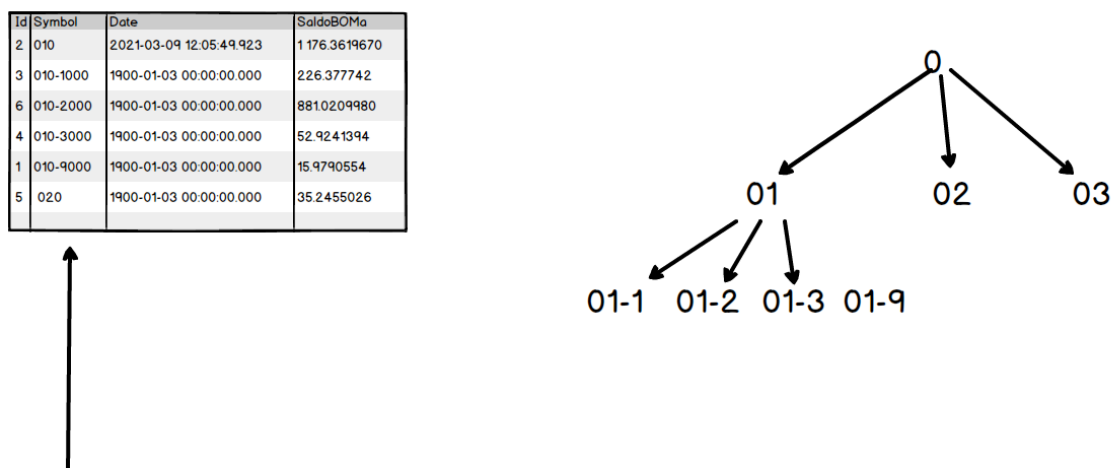 Id Symbol Date SaldoBOMa
2 010 2021-03-09 12:05:49.923 1 176.3619670
3 010-1000 1900-01-03 00:00:00.000 226.377742
6 010-2000 1900-01-03 00:00:00.000 881.0209980
4 010-3000 1900-01-03 00:00:00.000 52.9241394
1 010-9000 1900-01-03 00:00:00.000 15.9790554
5 020 1900-01-03 00:00:00.000 35.2455026
0
01 02 03
01-1 01-2 01-3 01-9